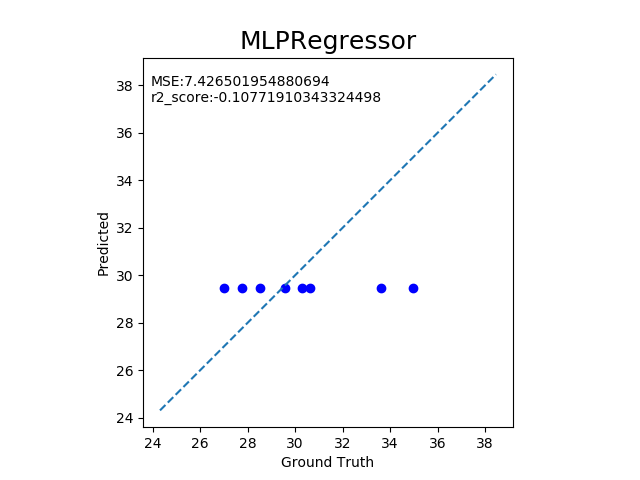 MLPRegressor
MSE:7.426501954880694
r2_score:-0.10771910343324498
38
36
34
32
30
28
26
24
Predicted
24 26 28 30 32 34 36 38
Ground Truth